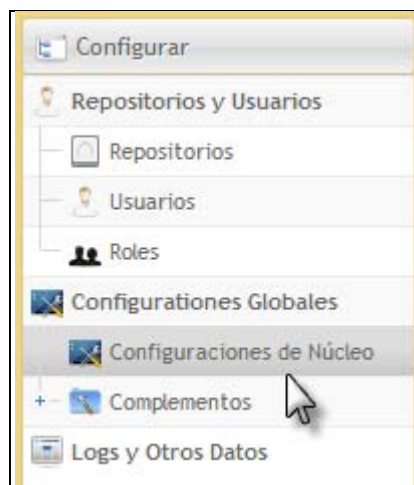 Configurar
Repositorios y Usuarios
Repositorios
Usuarios
Roles
Configurationes Globales
Configuraciones de Núcleo
Complementos
Logs y Otros Datos